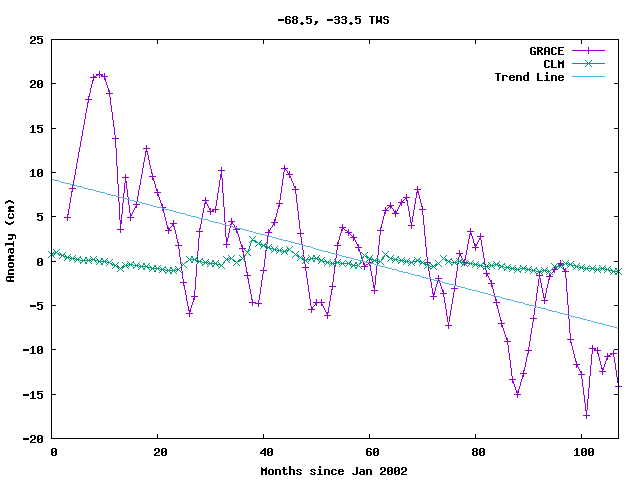 -68.5, -33.5 TWS
GRACE
CLM
Trend Line
Anomaly (cm)
25
20
15
10
5
0
-5
-10
-15
-20
0 20 40 60 80 100
Months since Jan 2002